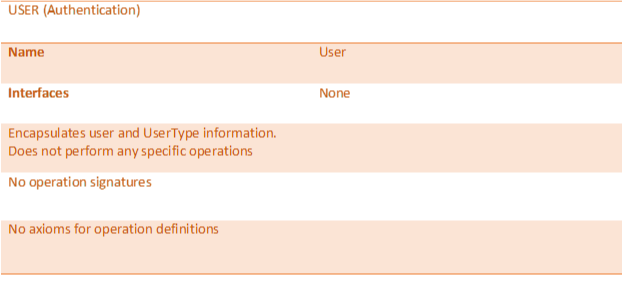 USER (Authentication)
Name User
Interfaces None
Encapsulates user and UserType information.
Does not perform any specific operations
No operation signatures
No axioms for operation definitions